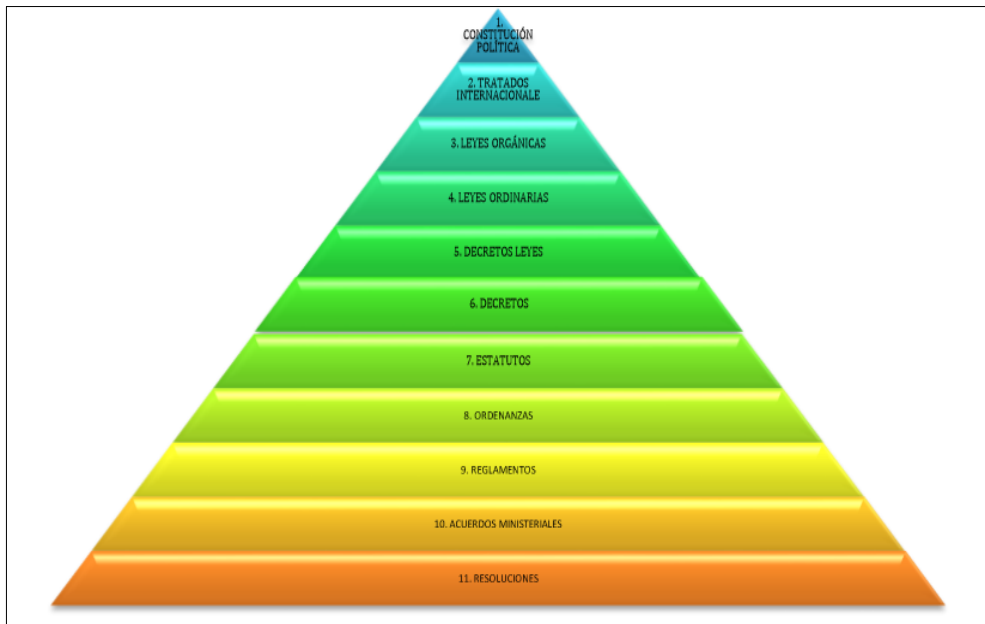 1.
CONSTITUCIÓN
POLÍTICA
2. TRATADOS
INTERNACIONALE
3. LEYES ORGÁNICAS
4. LEYES ORDINARIAS
5. DECRETOS LEYES
6. DECRETOS
7. ESTATUTOS
8. ORDENANZAS
9. REGLAMENTOS
10. ACUERDOS MINISTERIALES
11. RESOLUCIONES